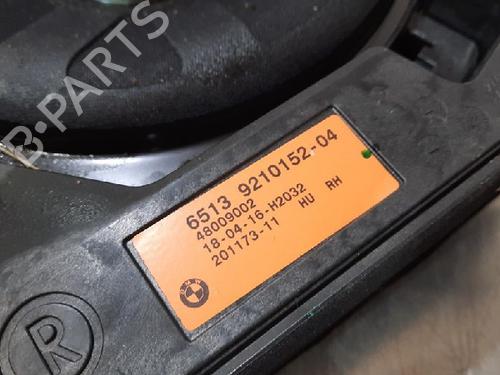 B-PARTS
6513 9210152-04
48009002
18-04-16-H2032
201173-11 HU RH
BMW
R